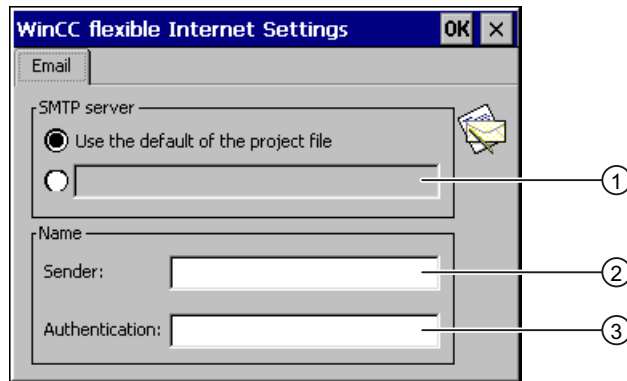 WinCC flexible Internet Settings OK ×
Email
SMTP server
Use the default of the project file
1
Name
Sender:
2
Authentication:
3